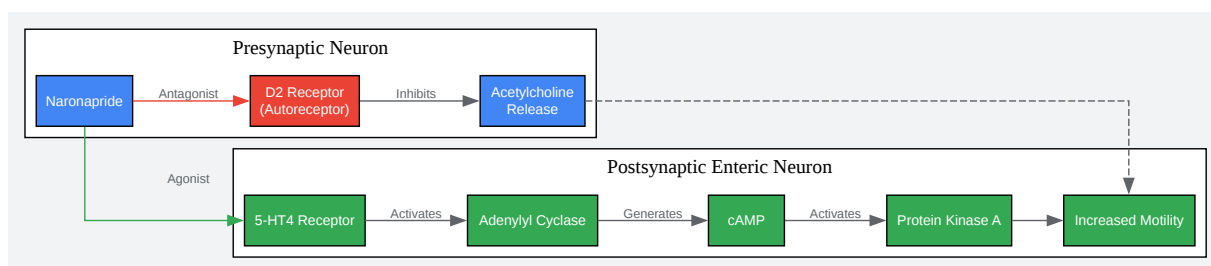 Presynaptic Neuron
Naronapride
Antagonist
D2 Receptor
(Autoreceptor)
Inhibits
Acetylcholine
Release
Agonist
Postsynaptic Enteric Neuron
5-HT4 Receptor
Activates
Adenylyl Cyclase
Generates
cAMP
Activates
Protein Kinase A
Increased Motility